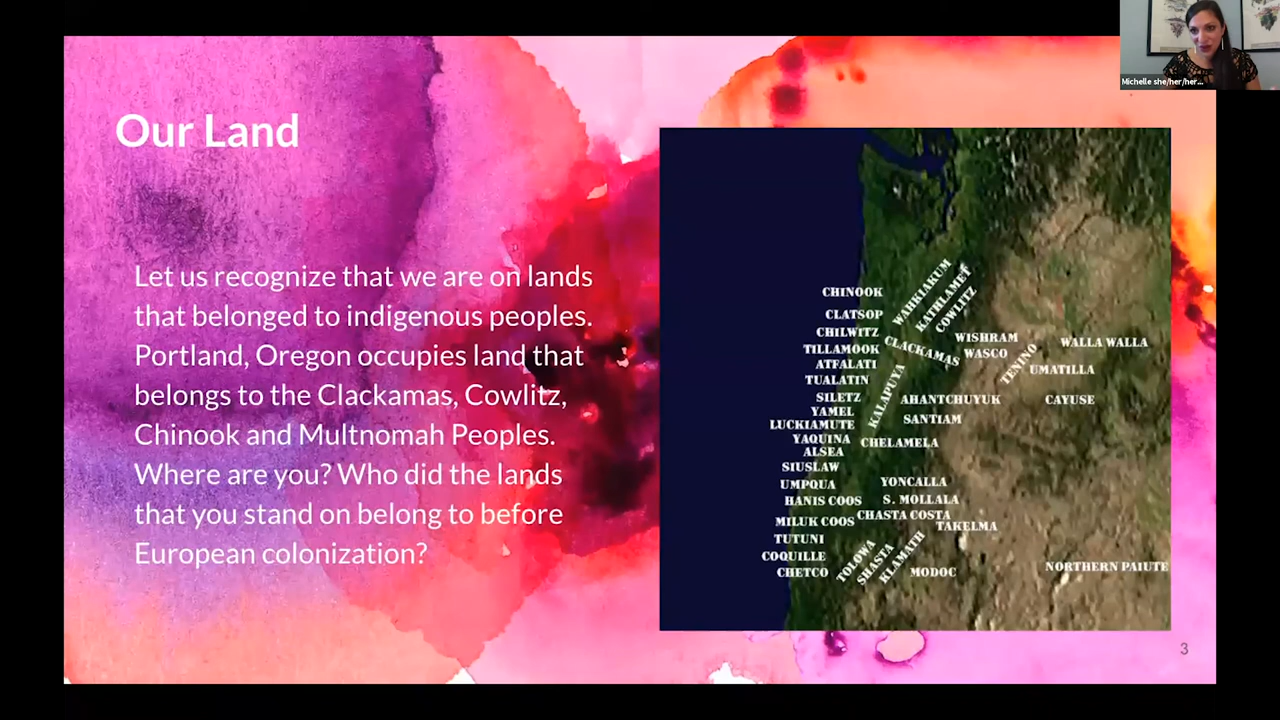 Michelle she/her/her...
Our Land
Let us recognize that we are on lands
that belonged to indigenous peoples.
Portland, Oregon occupies land that
belongs to the Clackamas, Cowlitz,
Chinook and Multnomah Peoples.
Where are you? Who did the lands
that you stand on belong to before
European colonization?
CHINOOK
CLATSOP
CHILWITZ
TILLAMOOK
ATFALATI
TUALATIN
SILETZ
YAMEL
LUCKIAMUTE
YAQUINA
ALSEA
SIUSLAW
UMPQUA
HANIS COOS
MILUK COOS
TUTUNI
COQUILLE
CHETCO
WAHKIAKUM
KATHLAMET
COWLITZ
CLACKAMAS
WISHRAM
WASCO
TENINO
WALLA WALLA
UMATILLA
KALAPUYA
AHANTCHUYUK
CAYUSE
SANTIAM
CHELAMELA
YONCALLA
S. MOLLALA
CHASTA COSTA
TAKELMA
TOLOWA
SHASTA
KLAMATH
MODOC
NORTHERN PAIUTE
3